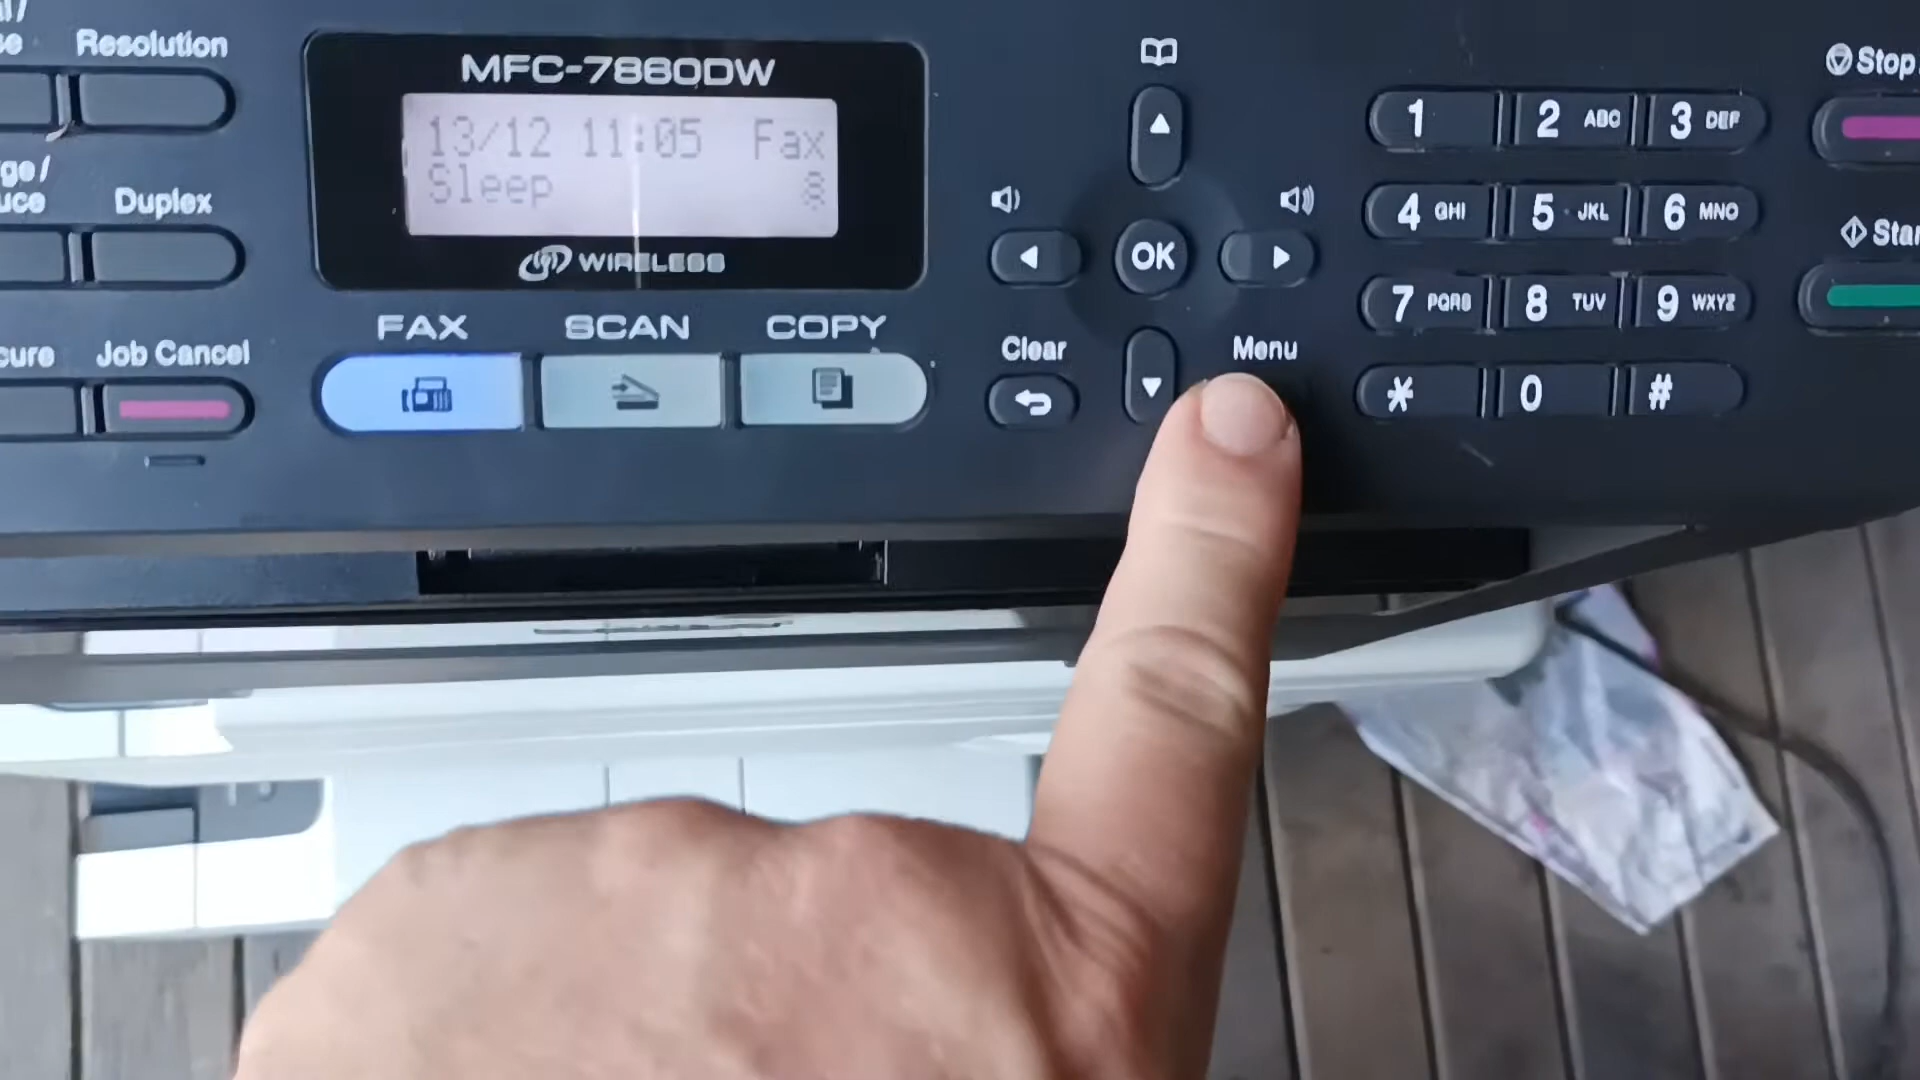 Resolution
Duplex
Job Cancel
MFC-7860DW
13/12 11:05 Fax
Sleep
WIRELESS
FAX SCAN COPY
OK
Clear
Menu
1 2 ABC 3 DEF
4 GHI 5 JKL 6 MNO
7 PQRS 8 TUV 9 WXYZ
* 0 #
Stop